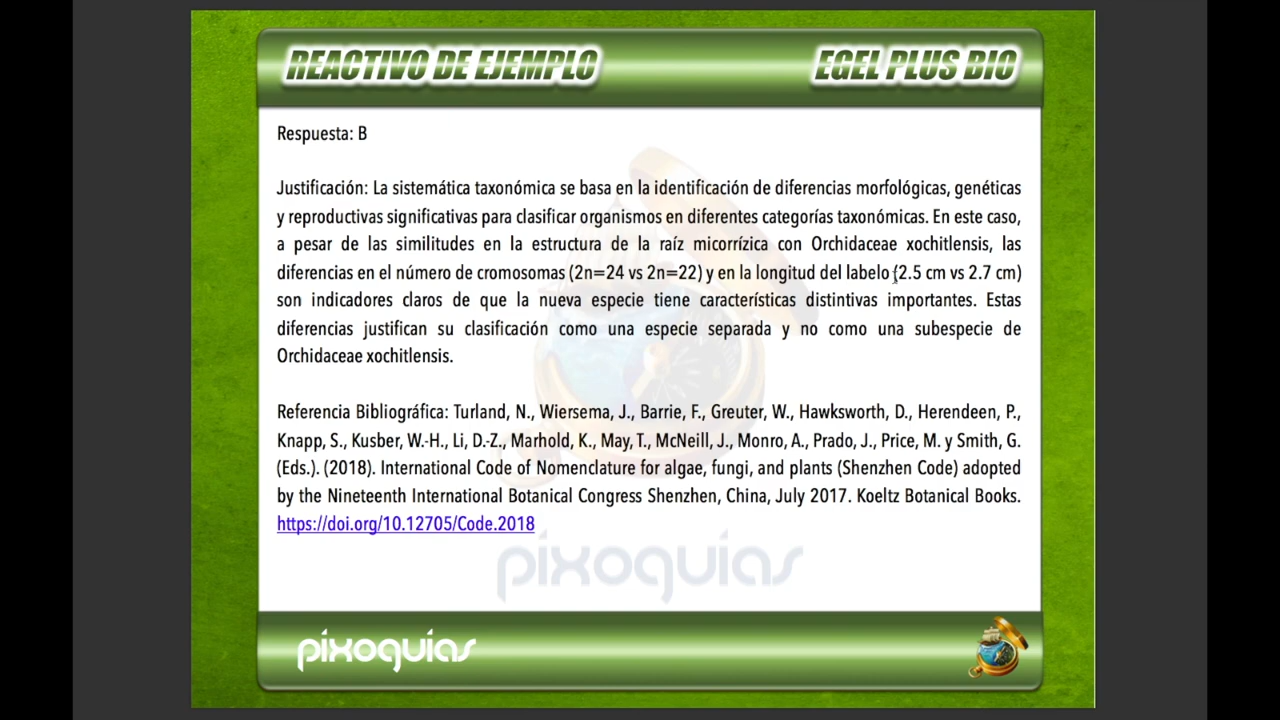 REACTIVO DE EJEMPLO
EGEL PLUS BIO
Respuesta: B
Justificación: La sistemática taxonómica se basa en la identificación de diferencias morfológicas, genéticas
y reproductivas significativas para clasificar organismos en diferentes categorías taxonómicas. En este caso,
a pesar de las similitudes en la estructura de la raíz micorrízica con Orchidaceae xochitlensis, las
diferencias en el número de cromosomas (2n=24 vs 2n=22) y en la longitud del labelo (2.5 cm vs 2.7 cm)
son indicadores claros de que la nueva especie tiene características distintivas importantes. Estas
diferencias justifican su clasificación como una especie separada y no como una subespecie de
Orchidaceae xochitlensis.
Referencia Bibliográfica: Turland, N., Wiersema, J., Barrie, F., Greuter, W., Hawksworth, D., Herendeen, P.,
Knapp, S., Kusber, W.-H., Li, D.-Z., Marhold, K., May, T., McNeill, J., Monro, A., Prado, J., Price, M. y Smith, G.
(Eds.). (2018). International Code of Nomenclature for algae, fungi, and plants (Shenzhen Code) adopted
by the Nineteenth International Botanical Congress Shenzhen, China, July 2017. Koeltz Botanical Books.
https://doi.org/10.12705/Code.2018
pixoguías
pixoguías